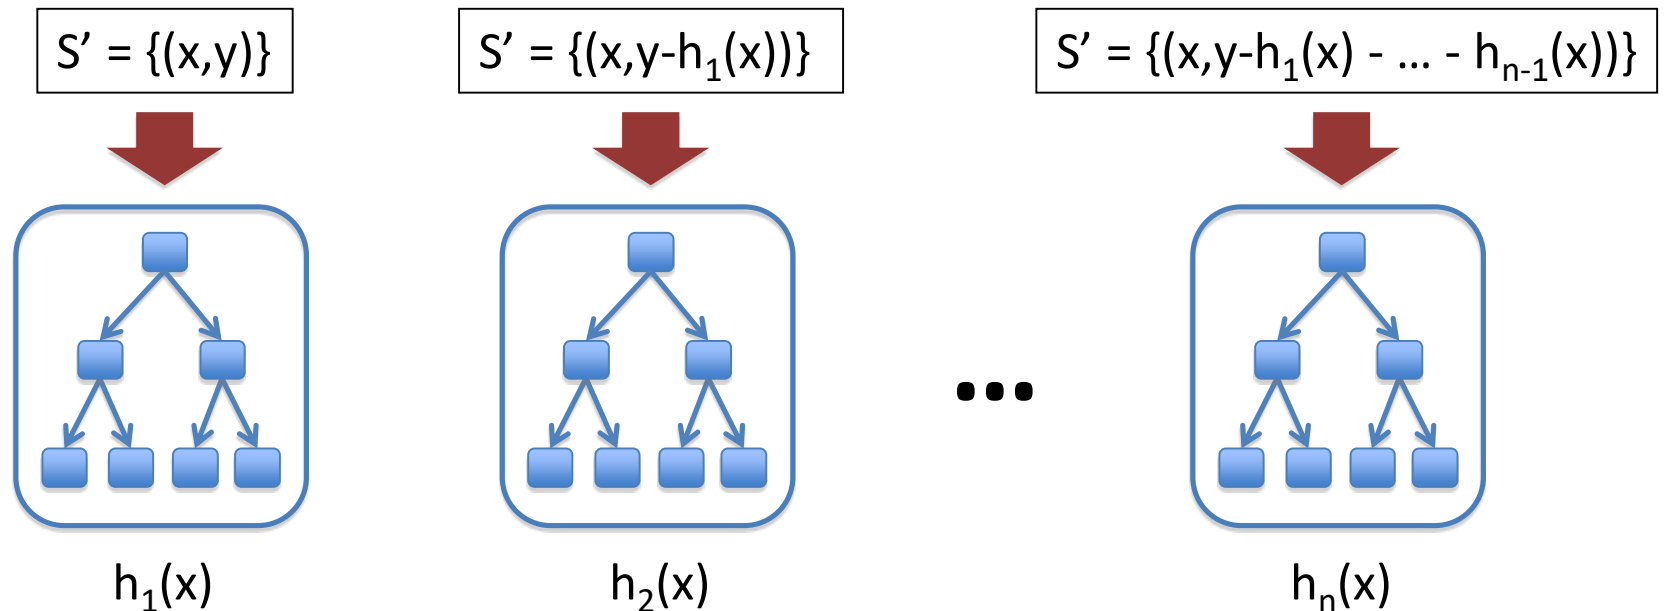 S’ = {(x,y)}
S’ = {(x,y-h₁(x))}
S’ = {(x,y-h₁(x) - ... - hₙ₋₁(x))}
...
h₁(x)
h₂(x)
hₙ(x)